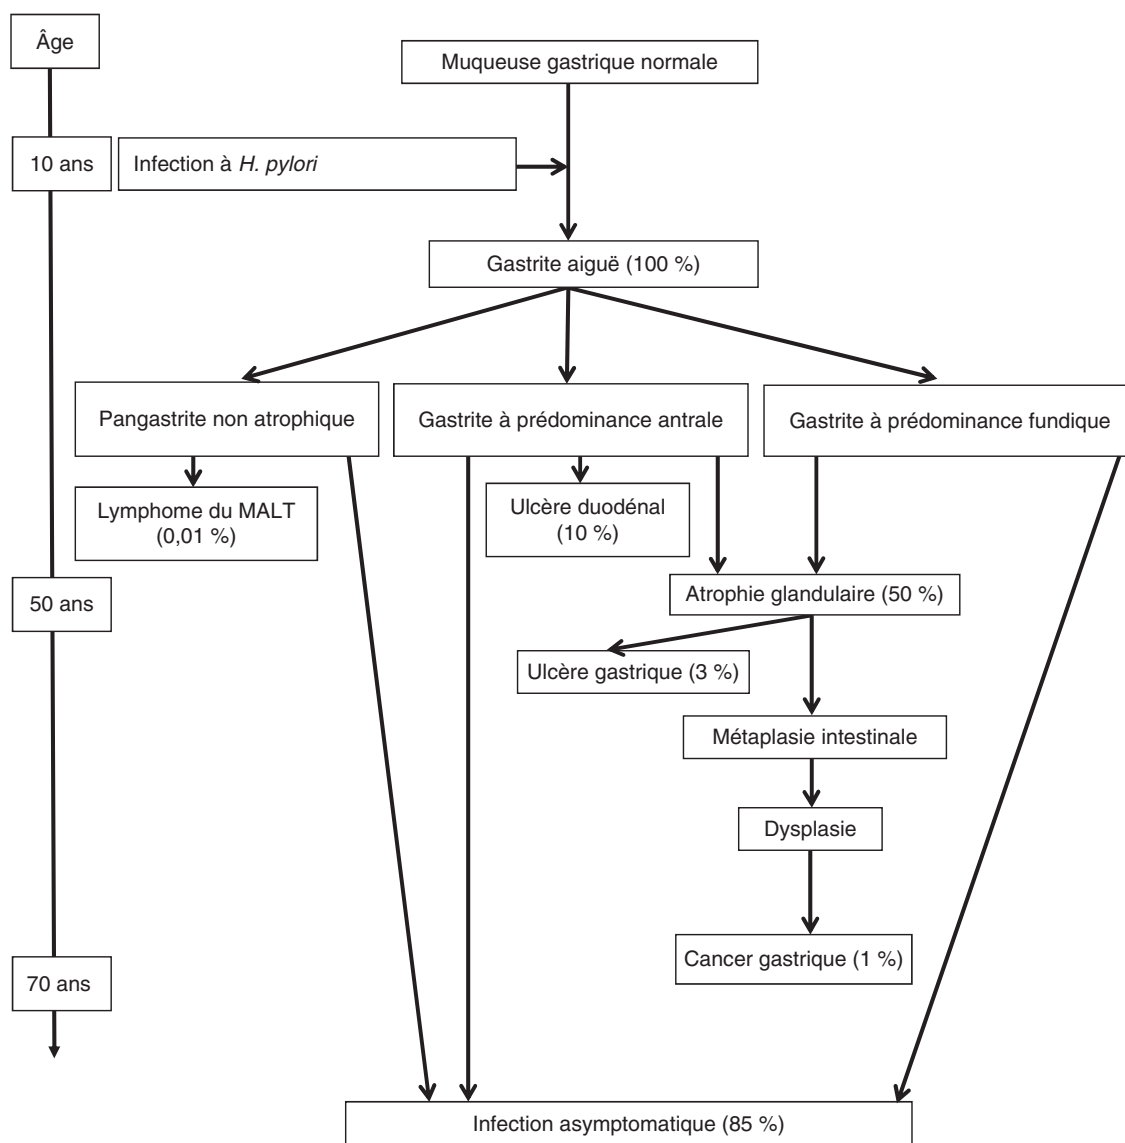 Âge
Muqueuse gastrique normale
10 ans
Infection à H. pylori
Gastrite aiguë (100 %)
Pangastrite non atrophique
Gastrite à prédominance antrale
Gastrite à prédominance fundique
Lymphome du MALT
(0,01 %)
Ulcère duodénal
(10 %)
50 ans
Atrophie glandulaire (50 %)
Ulcère gastrique (3 %)
Métaplasie intestinale
Dysplasie
Cancer gastrique (1 %)
70 ans
Infection asymptomatique (85 %)